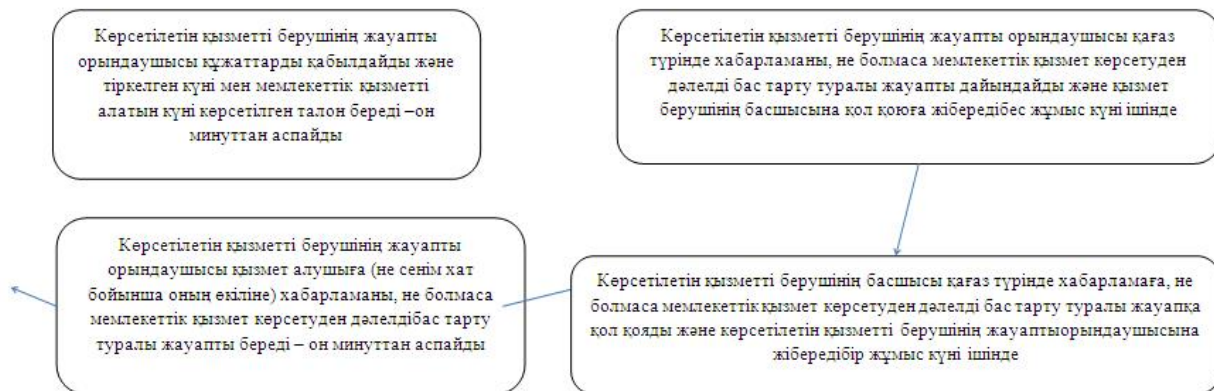 Көрсетілетін қызметті берушінің жауапты
орындаушысы құжаттарды қабылдайды және
тіркелген күні мен мемлекеттік қызметті
алатын күні көрсетілген талон береді –он
минуттан аспайды
Көрсетілетін қызметті берушінің жауапты орындаушысы қағаз
түрінде хабарламаны, не болмаса мемлекеттік қызмет көрсетуден
дәлелді бас тарту туралы жауапты дайындайды және қызмет
берушінің басшысына қол қоюға жібередібес жұмыс күні ішінде
Көрсетілетін қызметті берушінің жауапты
орындаушысы қызмет алушыға (не сенім хат
бойынша оның өкіліне) хабарламаны, не болмаса
мемлекеттік қызмет көрсетуден дәлелдібас тарту
туралы жауапты береді – он минуттан аспайды
Көрсетілетін қызметті берушінің басшысы қағаз түрінде хабарламаға, не
болмаса мемлекеттік қызмет көрсетуден дәлелді бас тарту туралы жауапқа
қол қояды және көрсетілетін қызметті берушінің жауаптыорындаушысына
жібередібір жұмыс күні ішінде